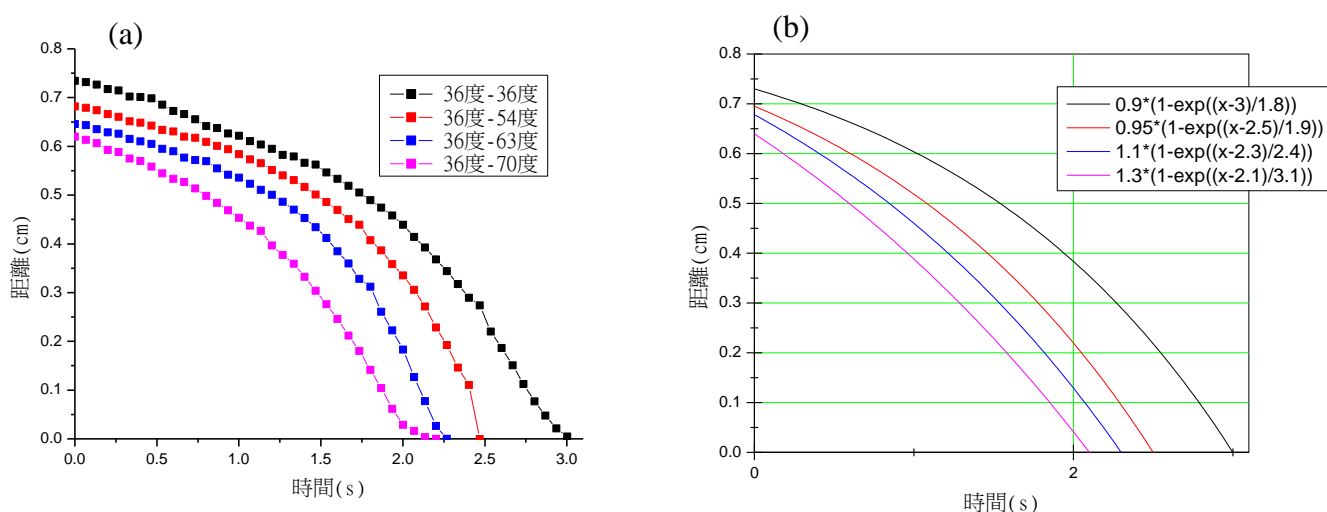 (a)
0.8
0.7
0.6
0.5
0.4
0.3
0.2
0.1
0.0
距離(cm)
36度-36度
36度-54度
36度-63度
36度-70度
0.0 0.5 1.0 1.5 2.0 2.5 3.0
時間(s)
(b)
0.8
0.7
0.6
0.5
0.4
0.3
0.2
0.1
0.0
距離(cm)
0.9*(1-exp((x-3)/1.8))
0.95*(1-exp((x-2.5)/1.9))
1.1*(1-exp((x-2.3)/2.4))
1.3*(1-exp((x-2.1)/3.1))
0 2
時間(s)